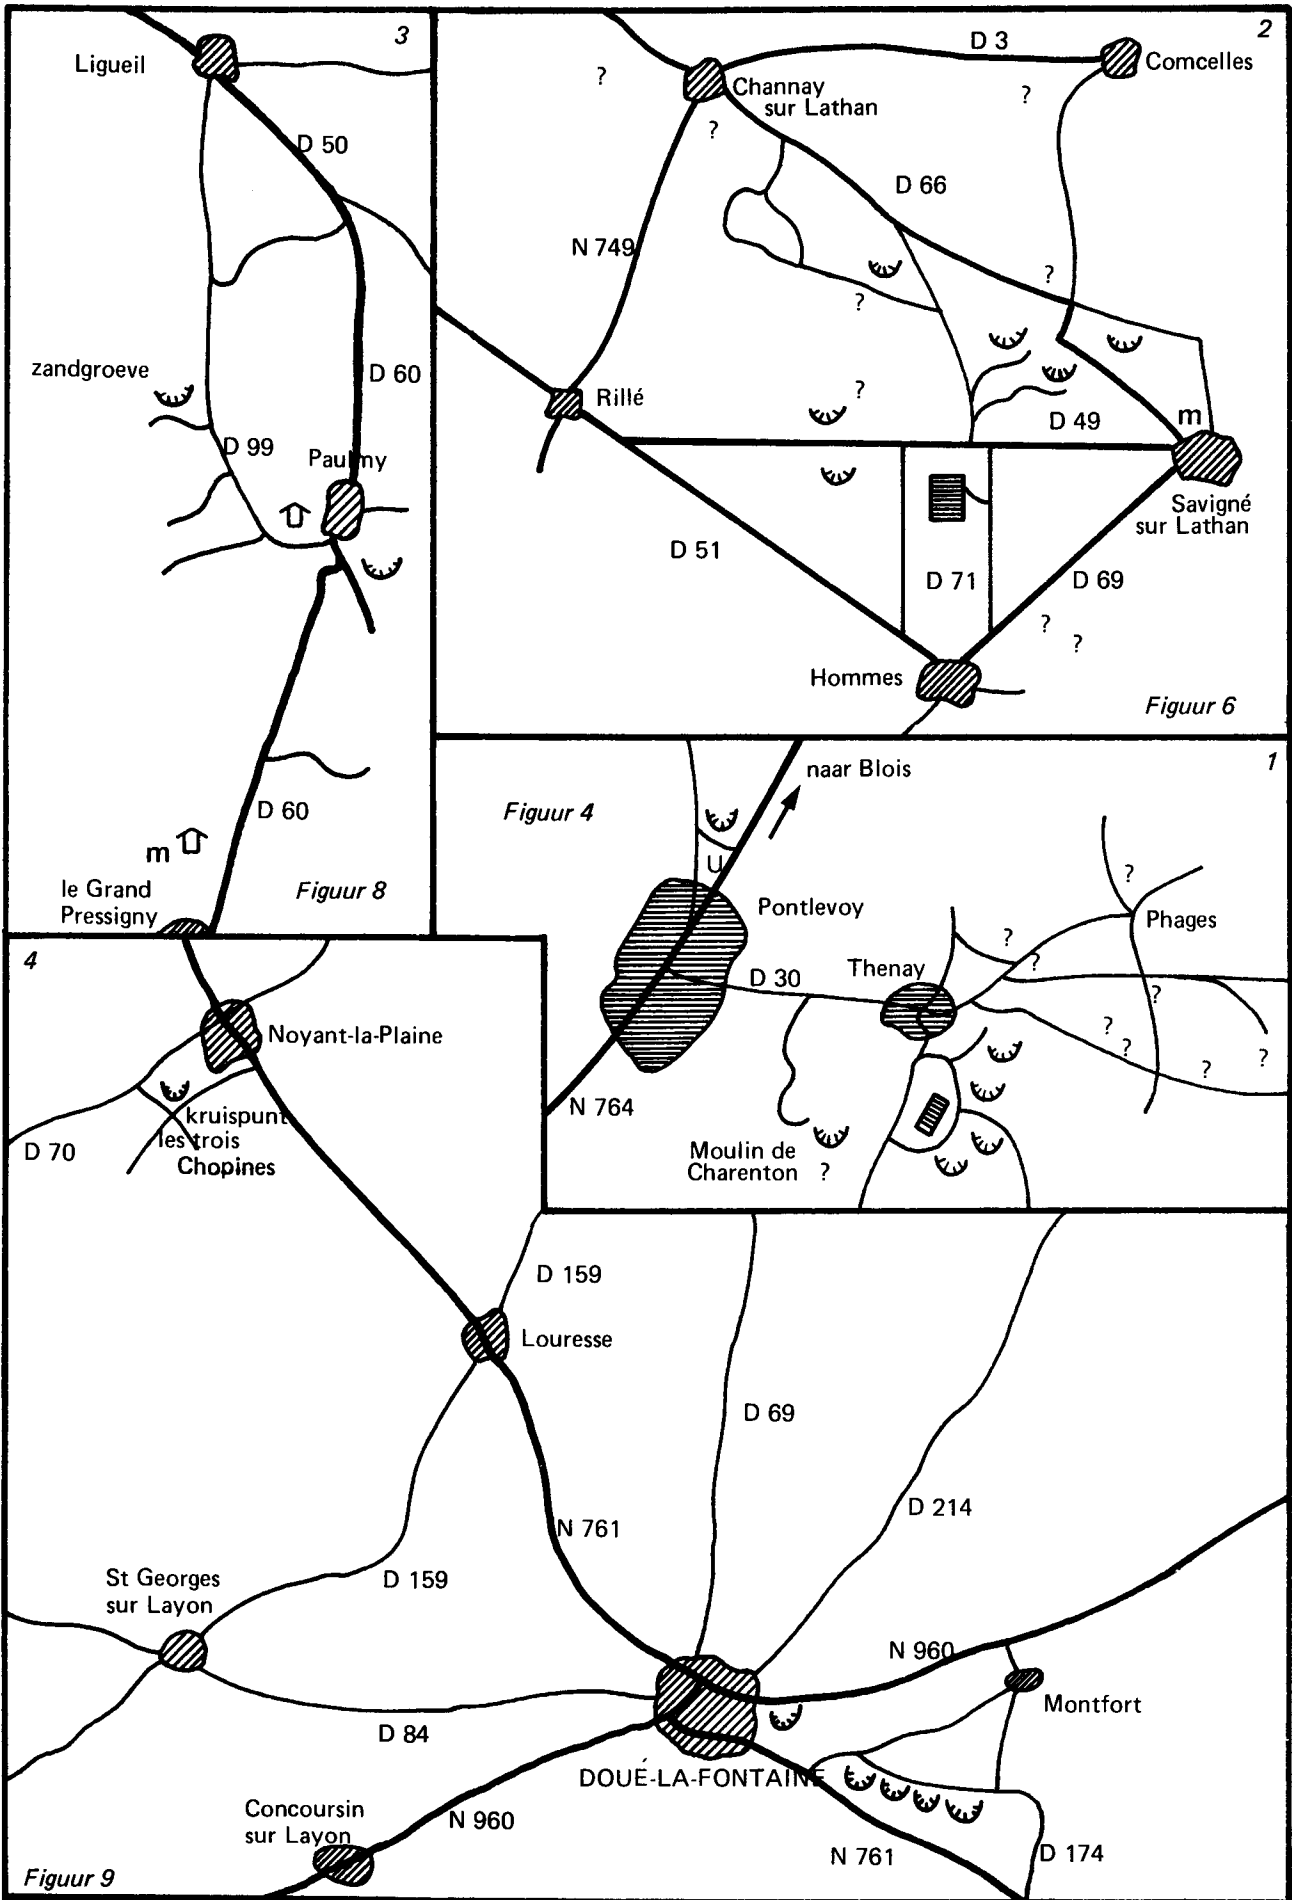 3
Ligueil
D 50
zandgroeve
D 60
D 99
Paulmy
D 60
m
le Grand
Pressigny
Figuur 8
2
D 3
Comcelles
?
?
Channay
sur Lathan
?
D 66
N 749
?
?
?
Rillé
D 49
m
Savigné
sur Lathan
D 51
D 71
D 69
?
?
Hommes
Figuur 6
1
naar Blois
Figuur 4
U
?
Pontlevoy
Phages
?
?
Thenay
D 30
?
?
?
?
?
N 764
Moulin de
Charenton ?
4
Noyant-la-Plaine
kruispunt
les trois
Chopines
D 70
D 159
Louresse
D 69
D 214
N 761
St Georges
sur Layon
D 159
N 960
Montfort
D 84
DOUÉ-LA-FONTAINE
Concoursin
sur Layon
N 960
N 761
D 174
Figuur 9